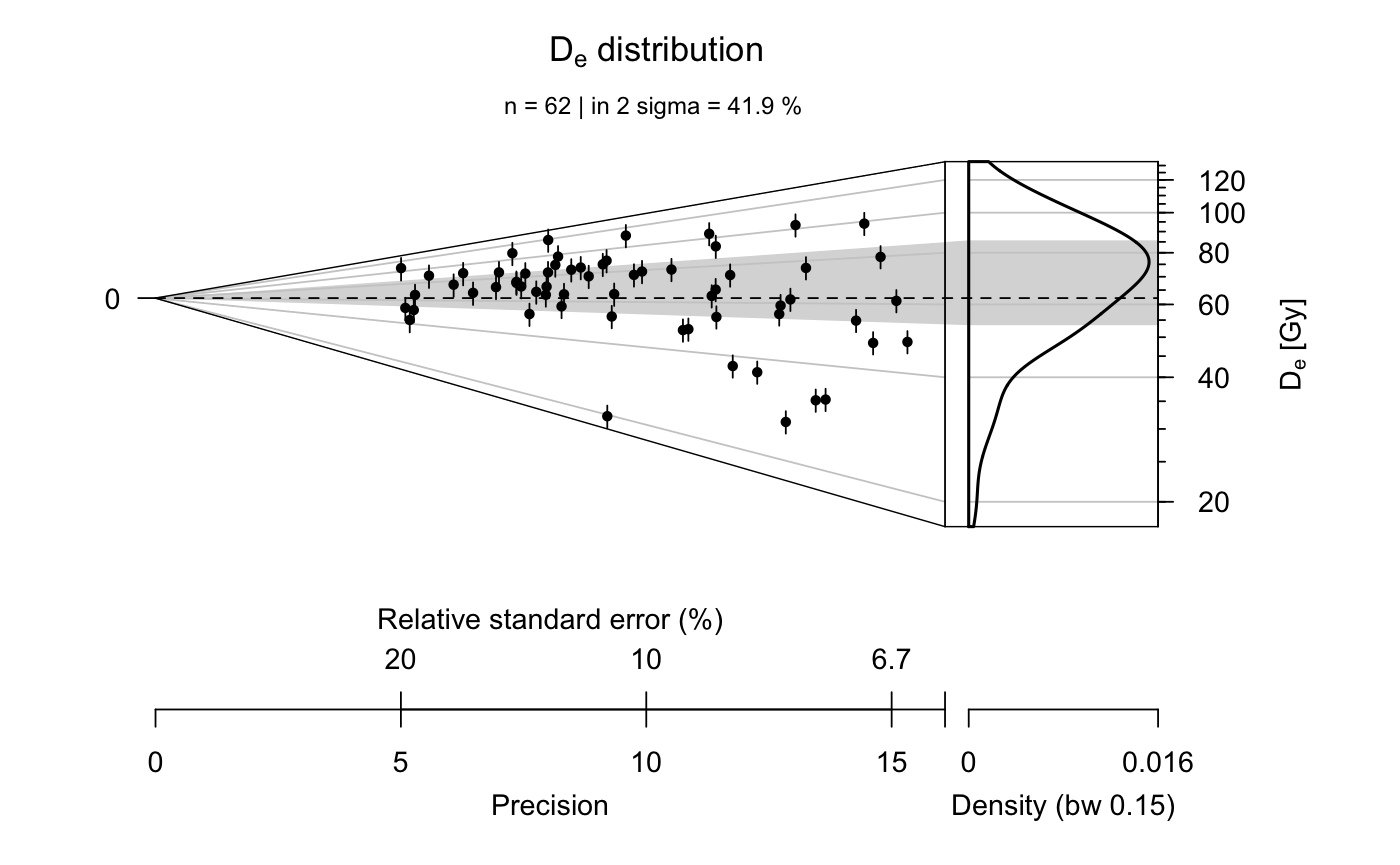 De distribution
n = 62 | in 2 sigma = 41.9 %
0
120
100
80
60
40
20
De [Gy]
Relative standard error (%)
20 10 6.7
0 5 10 15 0 0.016
Precision Density (bw 0.15)